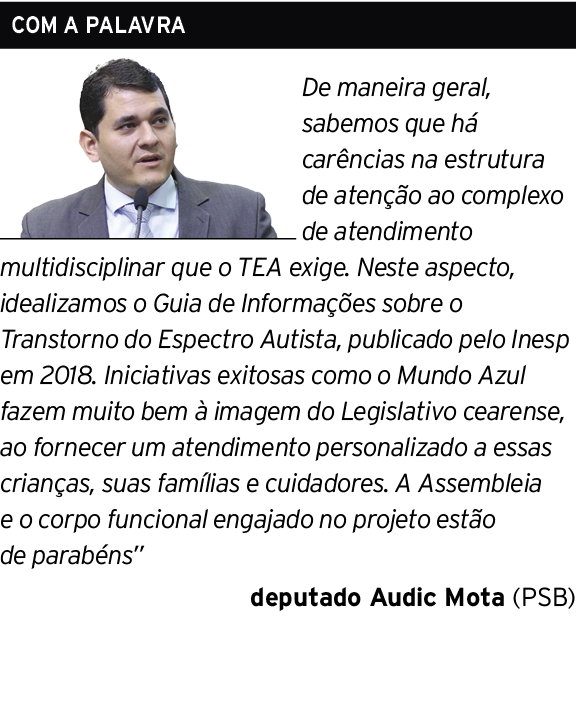 COM A PALAVRA
De maneira geral,
sabemos que há
carências na estrutura
de atenção ao complexo
de atendimento
multidisciplinar que o TEA exige. Neste aspecto,
idealizamos o Guia de Informações sobre o
Transtorno do Espectro Autista, publicado pelo Inesp
em 2018. Iniciativas exitosas como o Mundo Azul
fazem muito bem à imagem do Legislativo cearense,
ao fornecer um atendimento personalizado a essas
crianças, suas famílias e cuidadores. A Assembleia
e o corpo funcional engajado no projeto estão
de parabéns”
deputado Audic Mota (PSB)